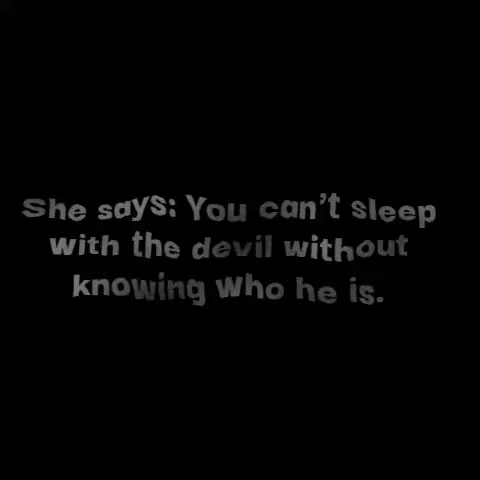 She says: You can't sleep
with the devil without
knowing who he is.